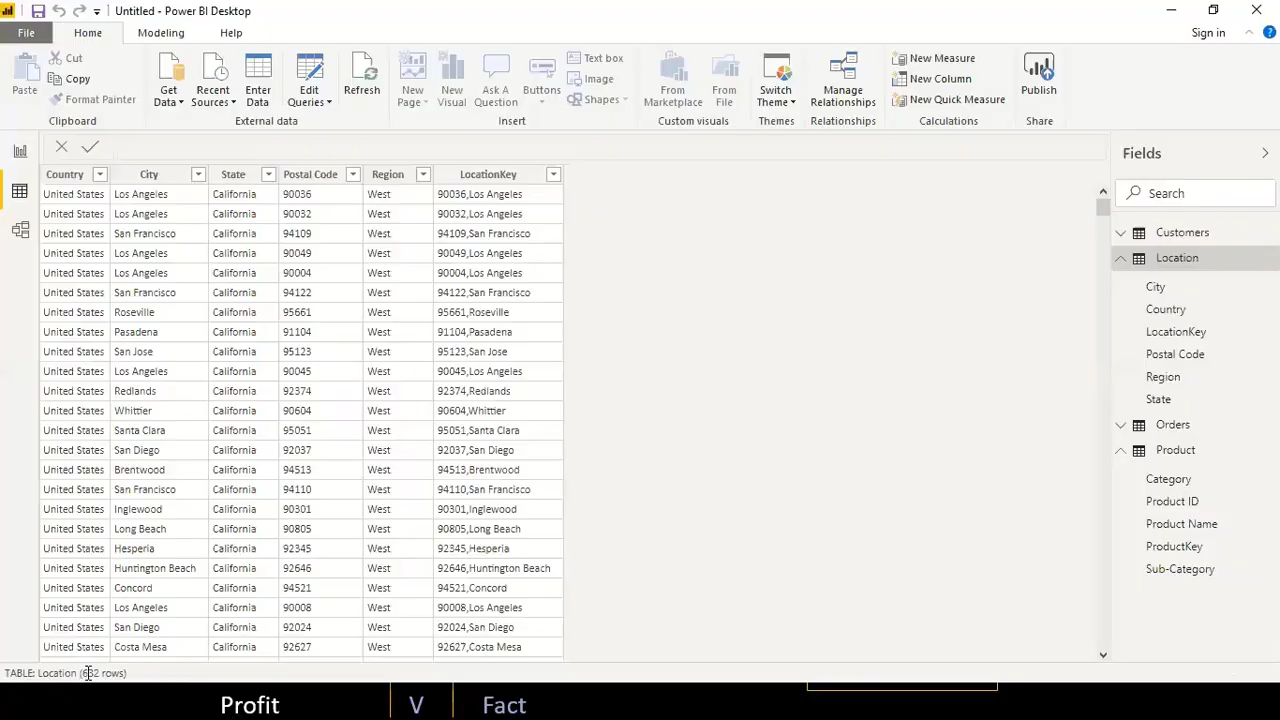 Untitled - Power BI Desktop
File Home Modeling Help Sign in
Paste Cut Copy Format Painter
Get Data Recent Sources Enter Data Edit Queries Refresh
New Page New Visual Ask A Question Buttons Text box Image Shapes
From Marketplace From File Switch Theme Manage Relationships
New Measure New Column New Quick Measure Publish
Clipboard External data Insert Custom visuals Themes Relationships Calculations Share
Country City State Postal Code Region LocationKey
United States Los Angeles California 90036 West 90036,Los Angeles
United States Los Angeles California 90032 West 90032,Los Angeles
United States San Francisco California 94109 West 94109,San Francisco
United States Los Angeles California 90049 West 90049,Los Angeles
United States Los Angeles California 90004 West 90004,Los Angeles
United States San Francisco California 94122 West 94122,San Francisco
United States Roseville California 95661 West 95661,Roseville
United States Pasadena California 91104 West 91104,Pasadena
United States San Jose California 95123 West 95123,San Jose
United States Los Angeles California 90045 West 90045,Los Angeles
United States Redlands California 92374 West 92374,Redlands
United States Whittier California 90604 West 90604,Whittier
United States Santa Clara California 95051 West 95051,Santa Clara
United States San Diego California 92037 West 92037,San Diego
United States Brentwood California 94513 West 94513,Brentwood
United States San Francisco California 94110 West 94110,San Francisco
United States Inglewood California 90301 West 90301,Inglewood
United States Long Beach California 90805 West 90805,Long Beach
United States Hesperia California 92345 West 92345,Hesperia
United States Huntington Beach California 92646 West 92646,Huntington Beach
United States Concord California 94521 West 94521,Concord
United States Los Angeles California 90008 West 90008,Los Angeles
United States San Diego California 92024 West 92024,San Diego
United States Costa Mesa California 92627 West 92627,Costa Mesa
Fields
Search
Customers
Location
City
Country
LocationKey
Postal Code
Region
State
Orders
Product
Category
Product ID
Product Name
ProductKey
Sub-Category
TABLE: Location rows)
Profit V Fact